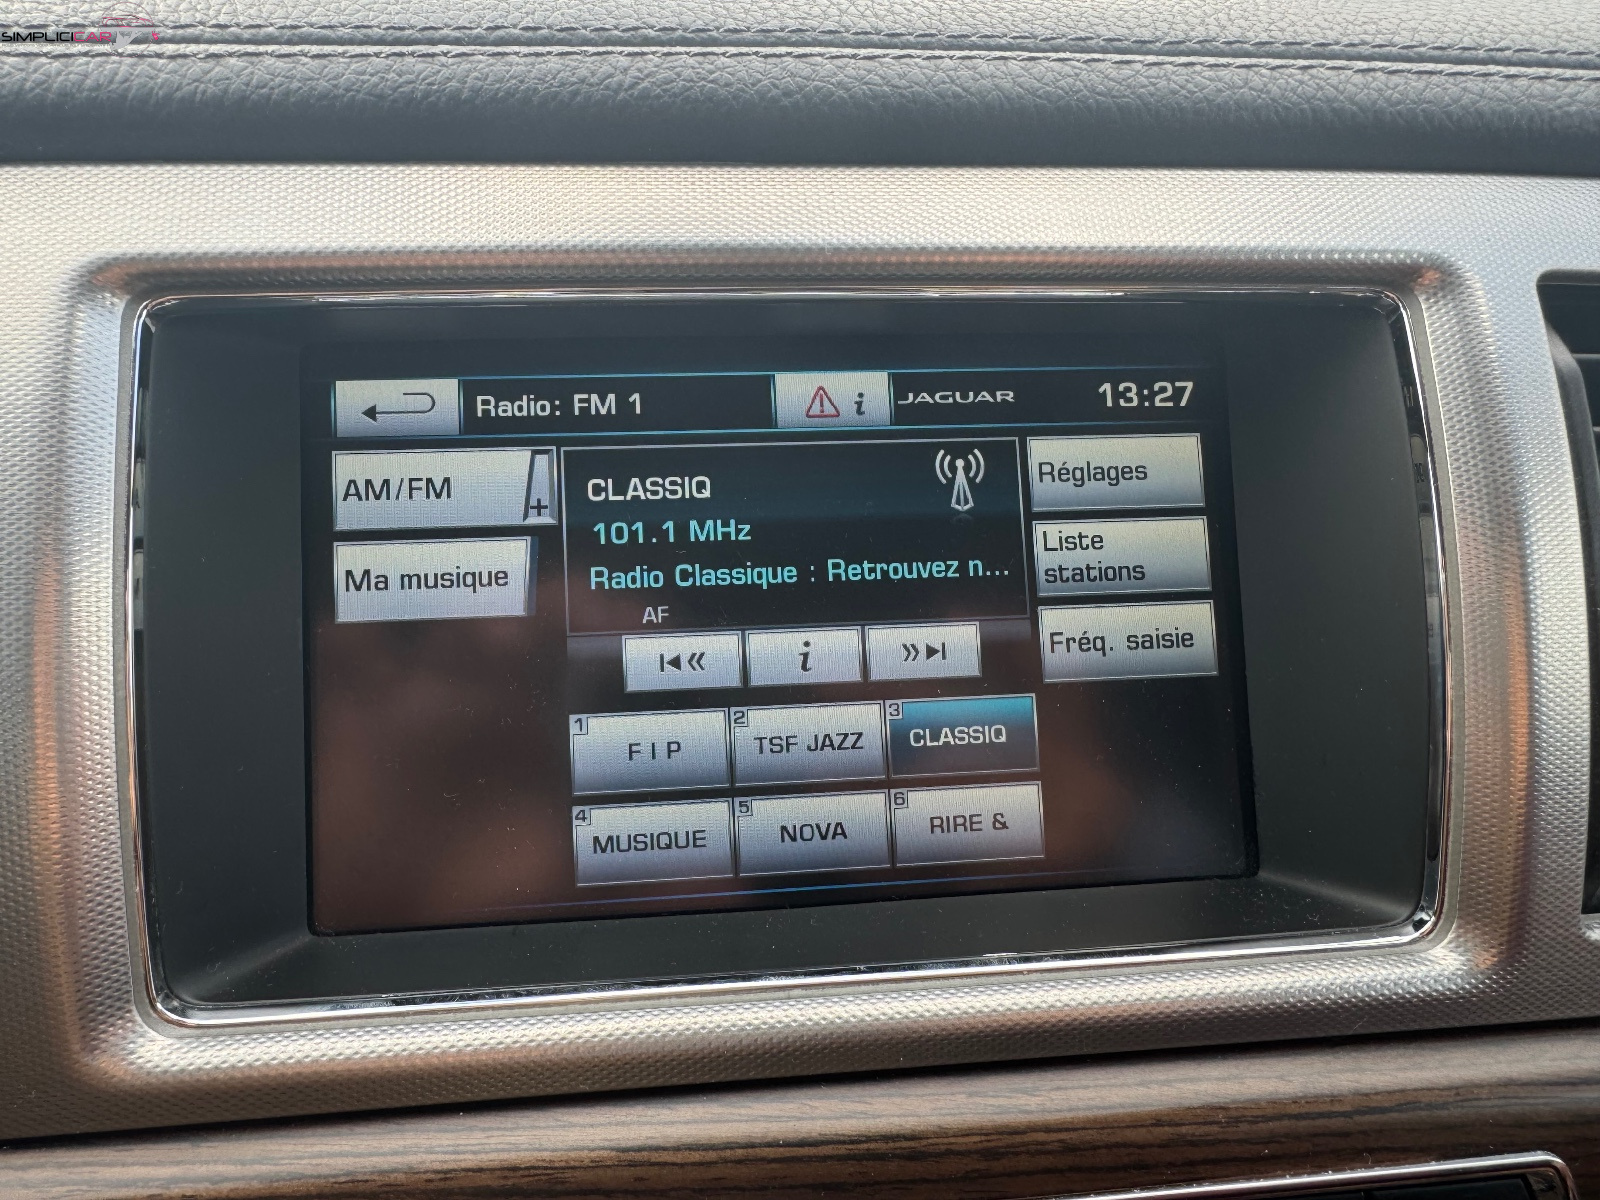 SIMPLICICAR
Radio: FM 1
i
JAGUAR
13:27
AM/FM
+
Ma musique
CLASSIQ
101.1 MHz
Radio Classique : Retrouvez n...
AF
Réglages
Liste
stations
Fréq. saisie
i
1
F I P
2
TSF JAZZ
3
CLASSIQ
4
MUSIQUE
5
NOVA
6
RIRE &